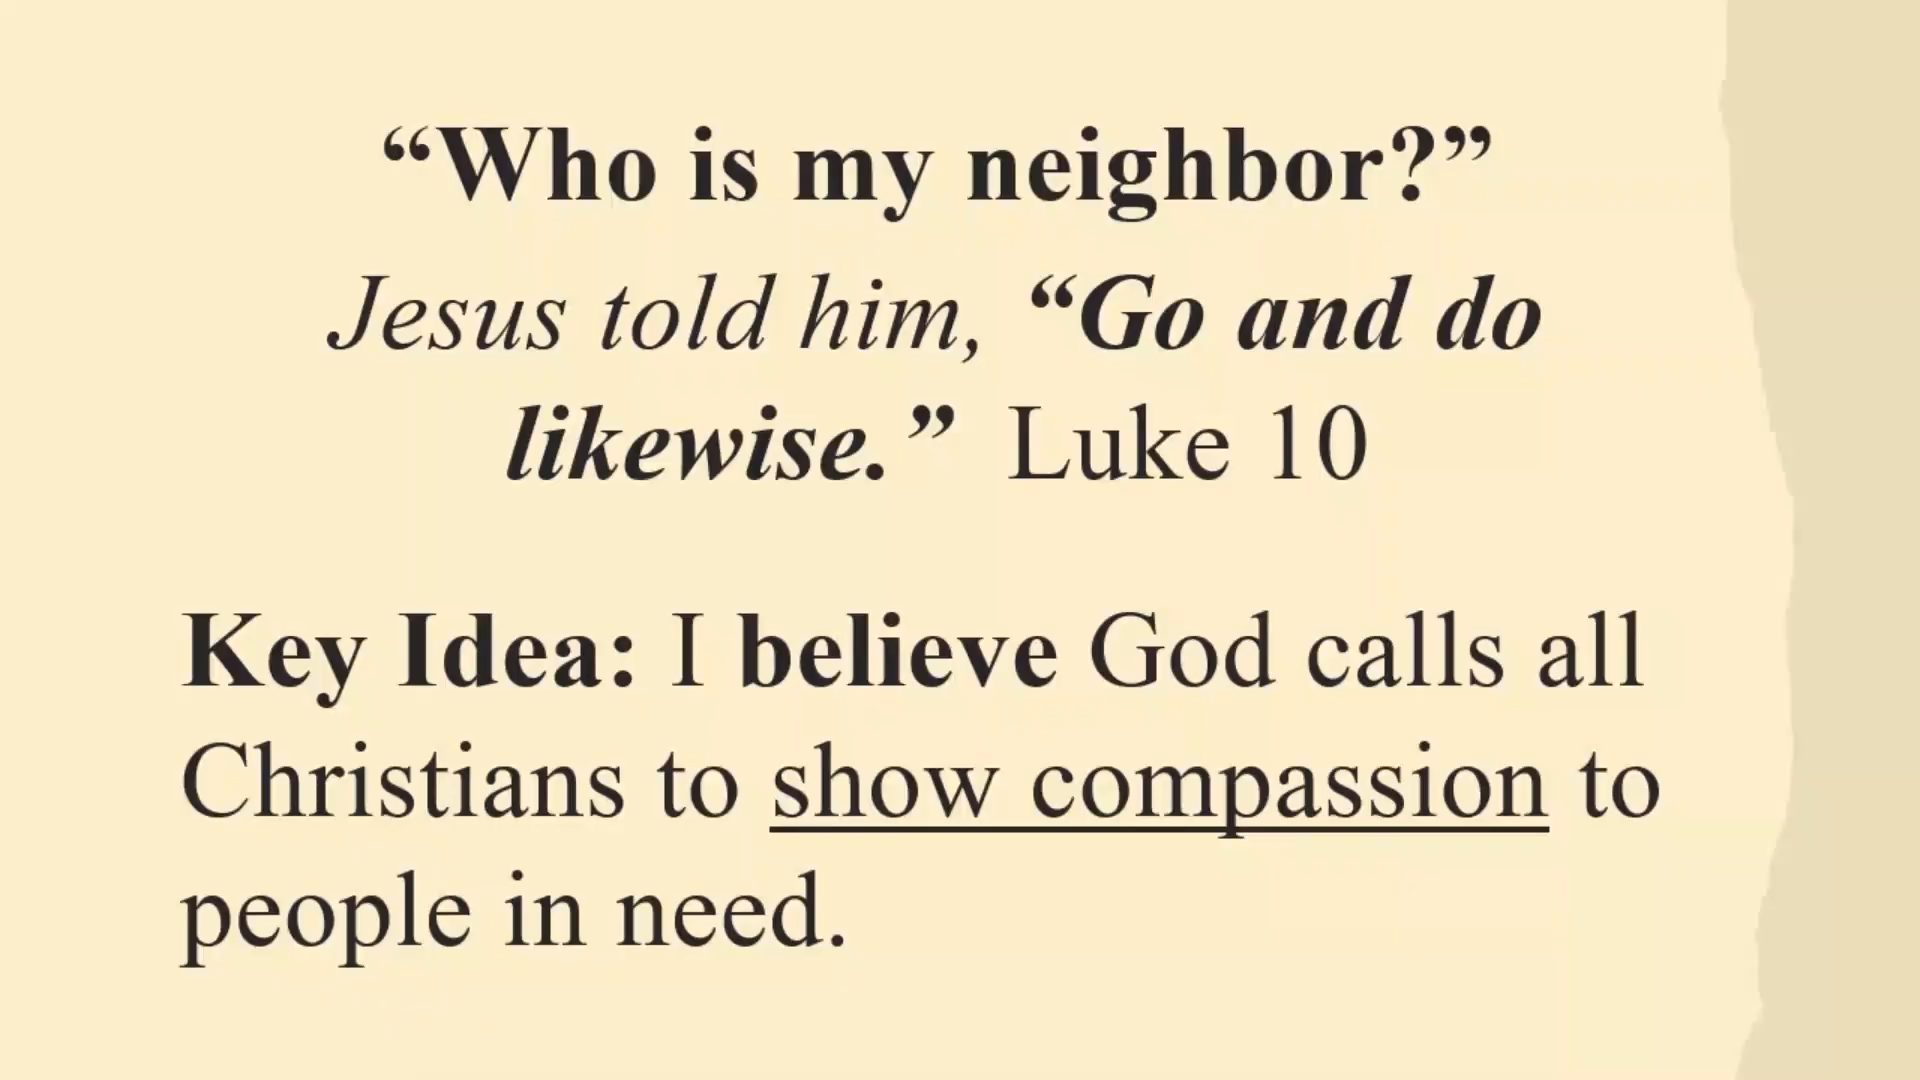 “Who is my neighbor?”
Jesus told him, “Go and do
likewise.” Luke 10
Key Idea: I believe God calls all
Christians to show compassion to
people in need.